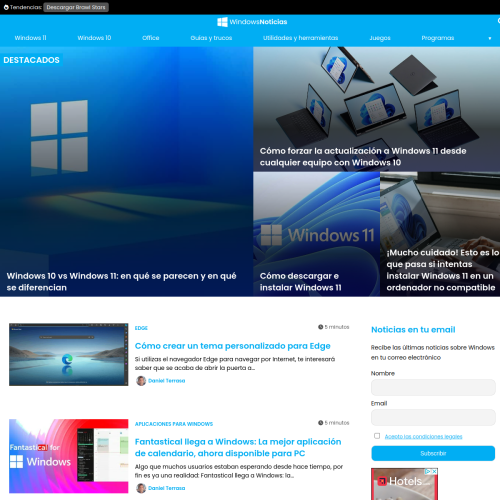 Tendencias: Descargar Brawl Stars
WindowsNoticias
Windows 11 Windows 10 Office Guías y trucos Utilidades y herramientas Juegos Programas
DESTACADOS
Windows 10 vs Windows 11: en qué se parecen y en qué
se diferencian
Cómo forzar la actualización a Windows 11 desde
cualquier equipo con Windows 10
Windows 11
Cómo descargar e
instalar Windows 11
¡Mucho cuidado! Esto es lo
que pasa si intentas
instalar Windows 11 en un
ordenador no compatible
EDGE
5 minutos
Cómo crear un tema personalizado para Edge
Si utilizas el navegador Edge para navegar por Internet, te interesará
saber que se acaba de abrir la puerta a...
Daniel Terrasa
Fantastical for
Windows
APLICACIONES PARA WINDOWS
5 minutos
Fantastical llega a Windows: La mejor aplicación
de calendario, ahora disponible para PC
Algo que muchos usuarios estaban esperando desde hace tiempo, por
fin es ya una realidad: Fantastical llega a Windows: la...
Daniel Terrasa
Noticias en tu email
Recibe las últimas noticias sobre Windows
en tu correo electrónico
Nombre
Email
Acepto las condiciones legales
Subscribir
Hotels...